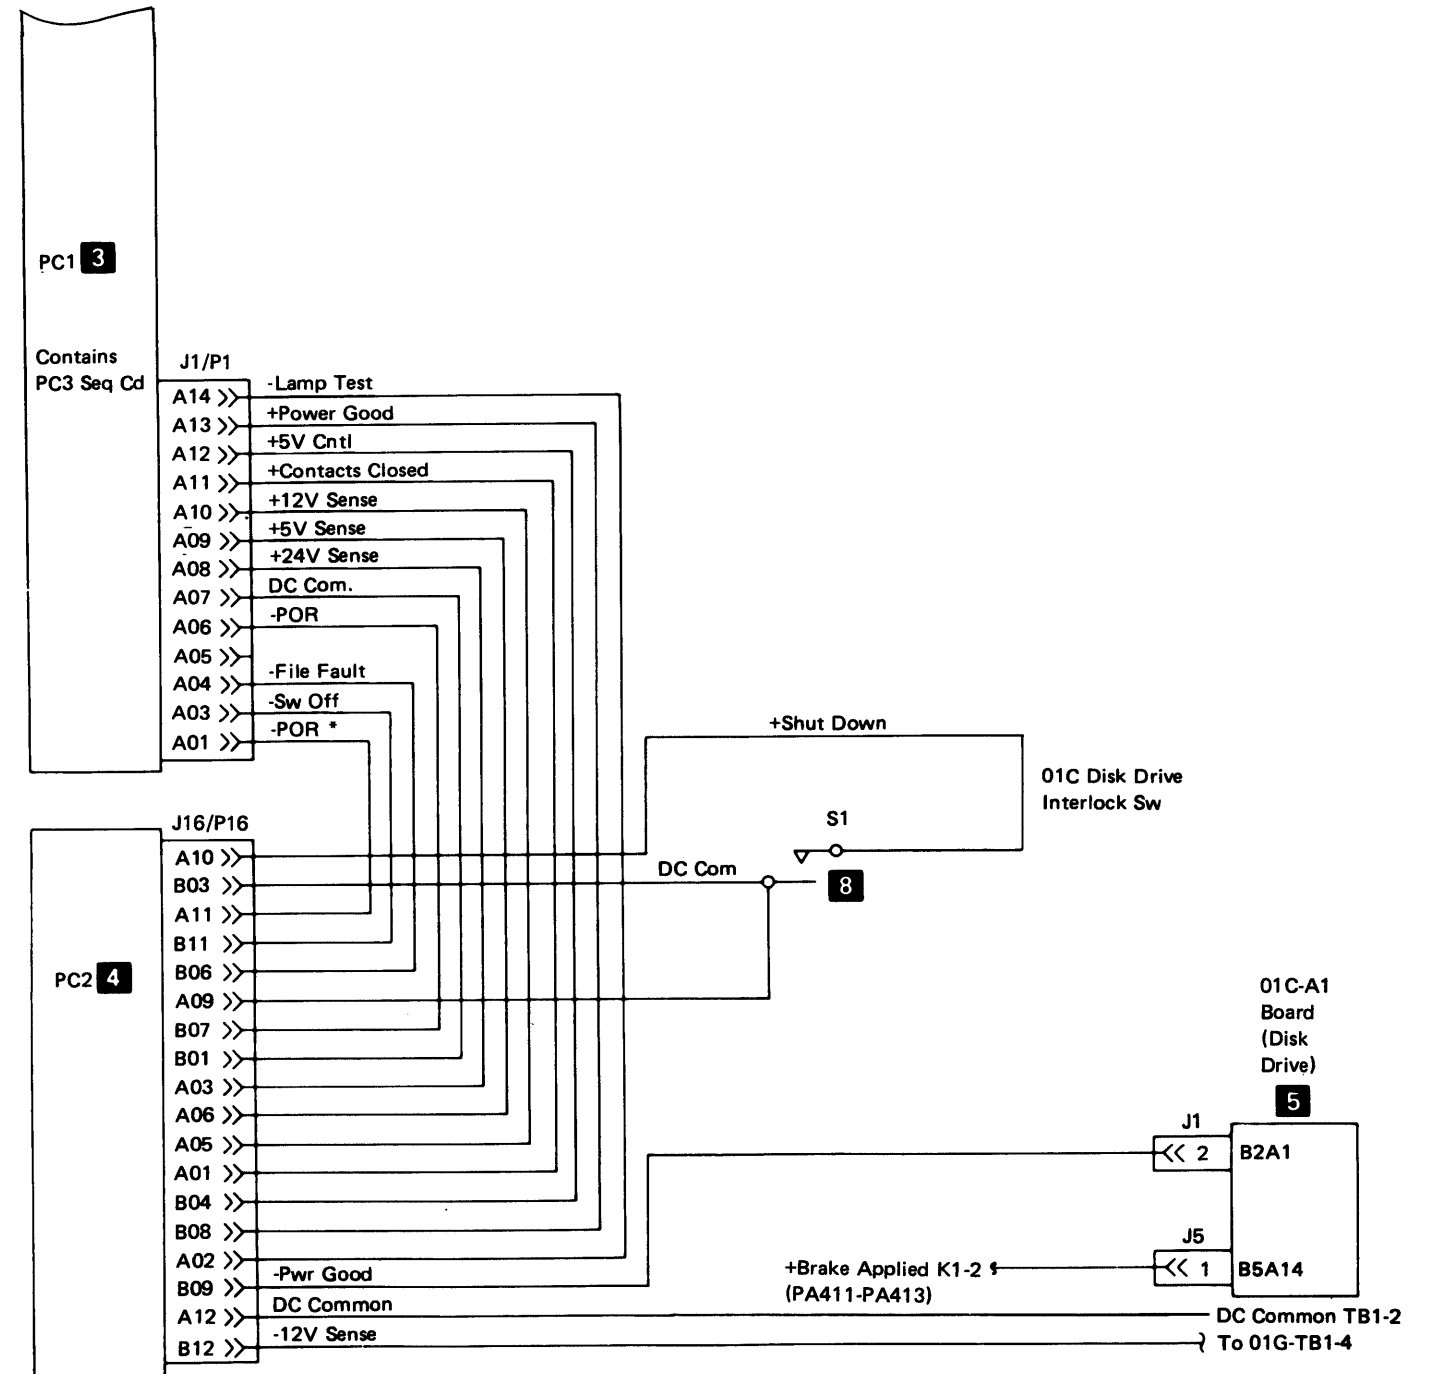 PC1 3
Contains
PC3 Seq Cd
J1/P1
A14 -Lamp Test
A13 +Power Good
A12 +5V Cntl
A11 +Contacts Closed
A10 +12V Sense
A09 +5V Sense
A08 +24V Sense
A07 DC Com.
A06 -POR
A05
A04 -File Fault
A03 -Sw Off
A01 -POR *
+Shut Down
01C Disk Drive
Interlock Sw
S1
8
DC Com
J16/P16
A10
B03
A11
B11
PC2 4
B06
A09
B07
B01
A03
A06
A05
A01
B04
B08
A02
B09 -Pwr Good
A12 DC Common
B12 -12V Sense
01C-A1
Board
(Disk
Drive)
5
J1
2 B2A1
J5
1 B5A14
+Brake Applied K1-2
(PA411-PA413)
DC Common TB1-2
To 01G-TB1-4